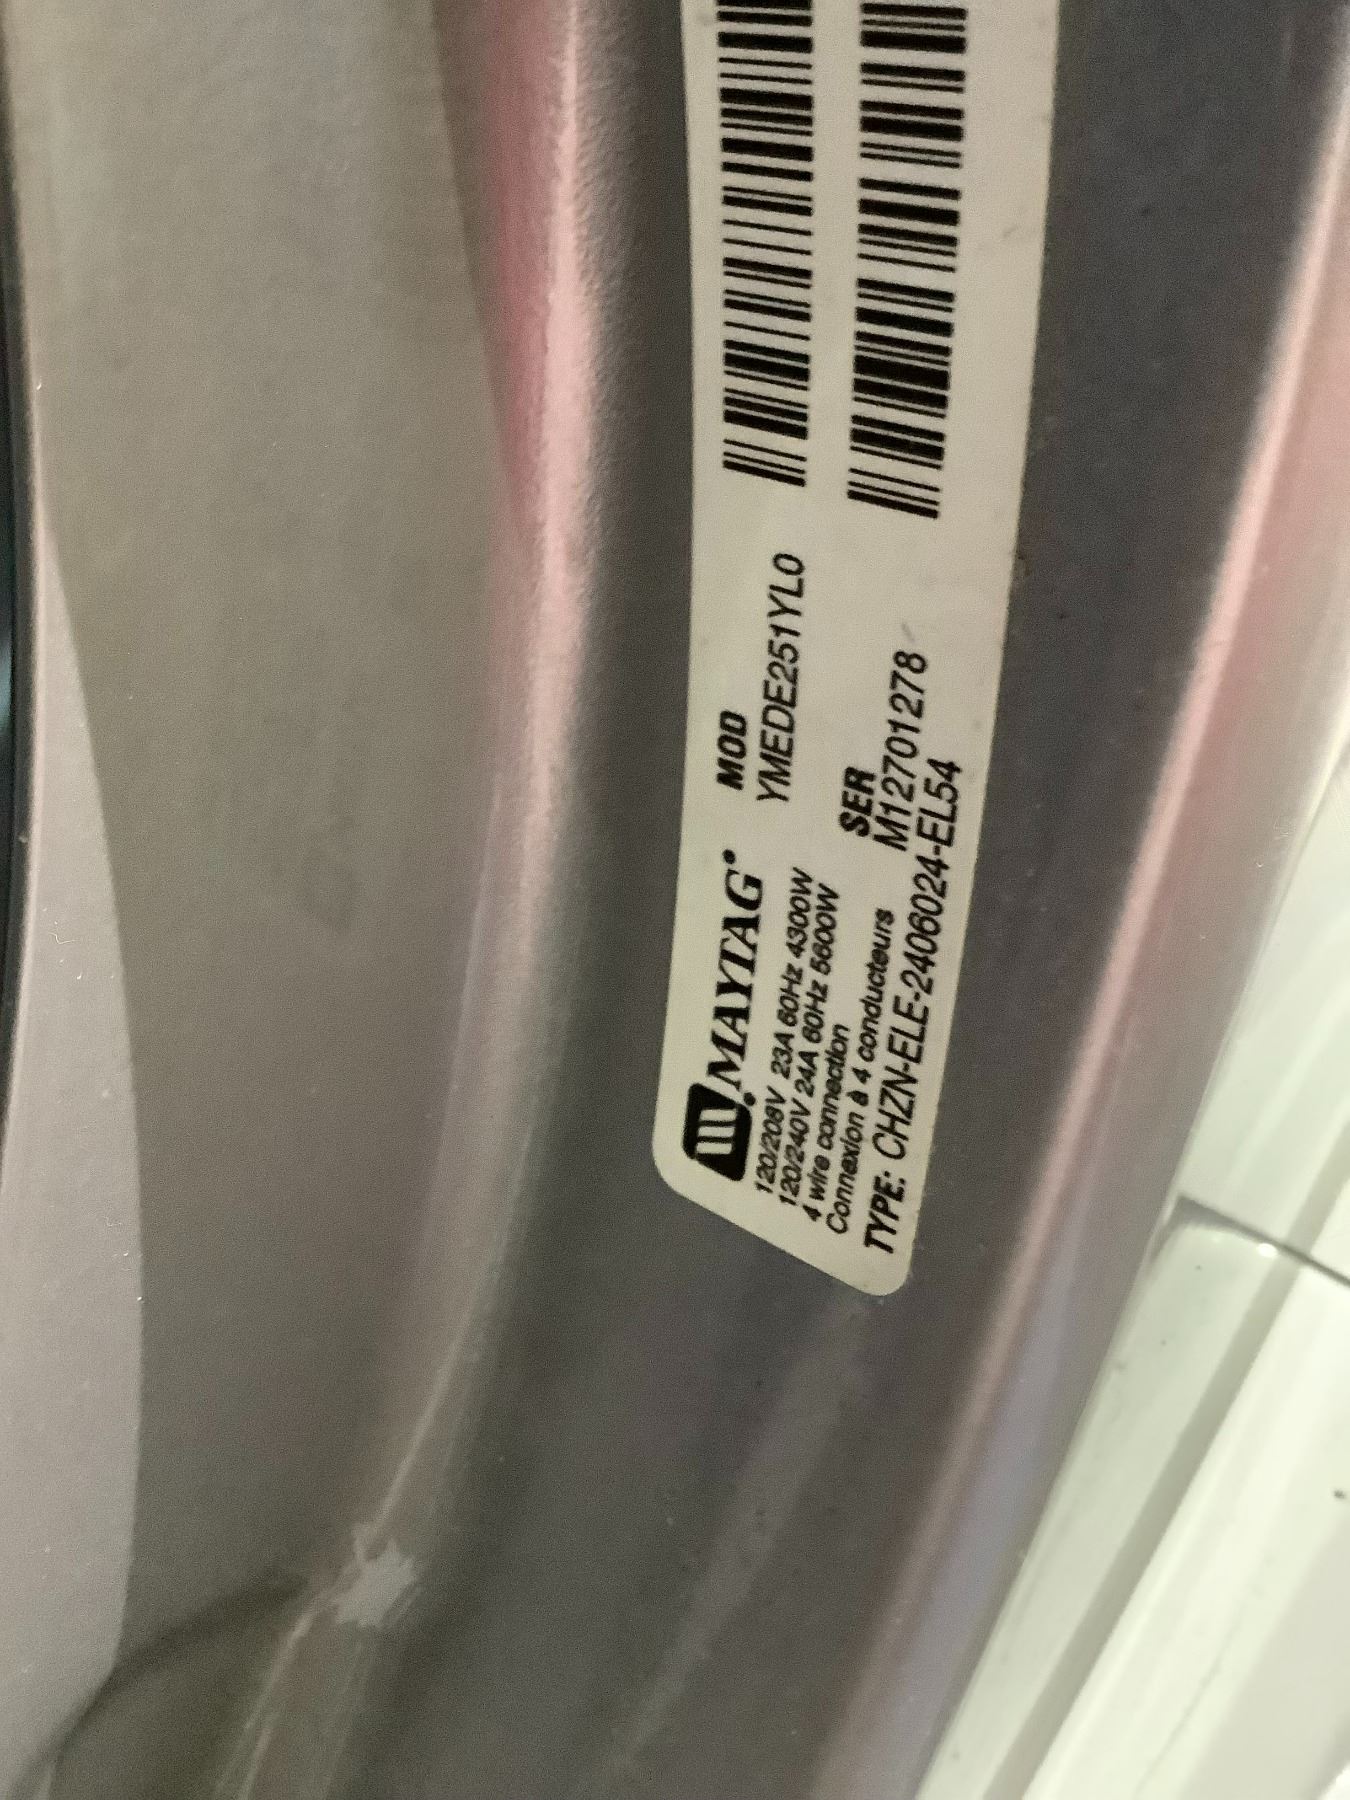 MAYTAG
120/208V 23A 60Hz 4300W
120/240V 24A 60Hz 5600W
4 wire connection
Connexion à 4 conducteurs
TYPE: CHZN-ELE-2406024-EL54
MOD
YMEDE251YL0
SER
M12701278